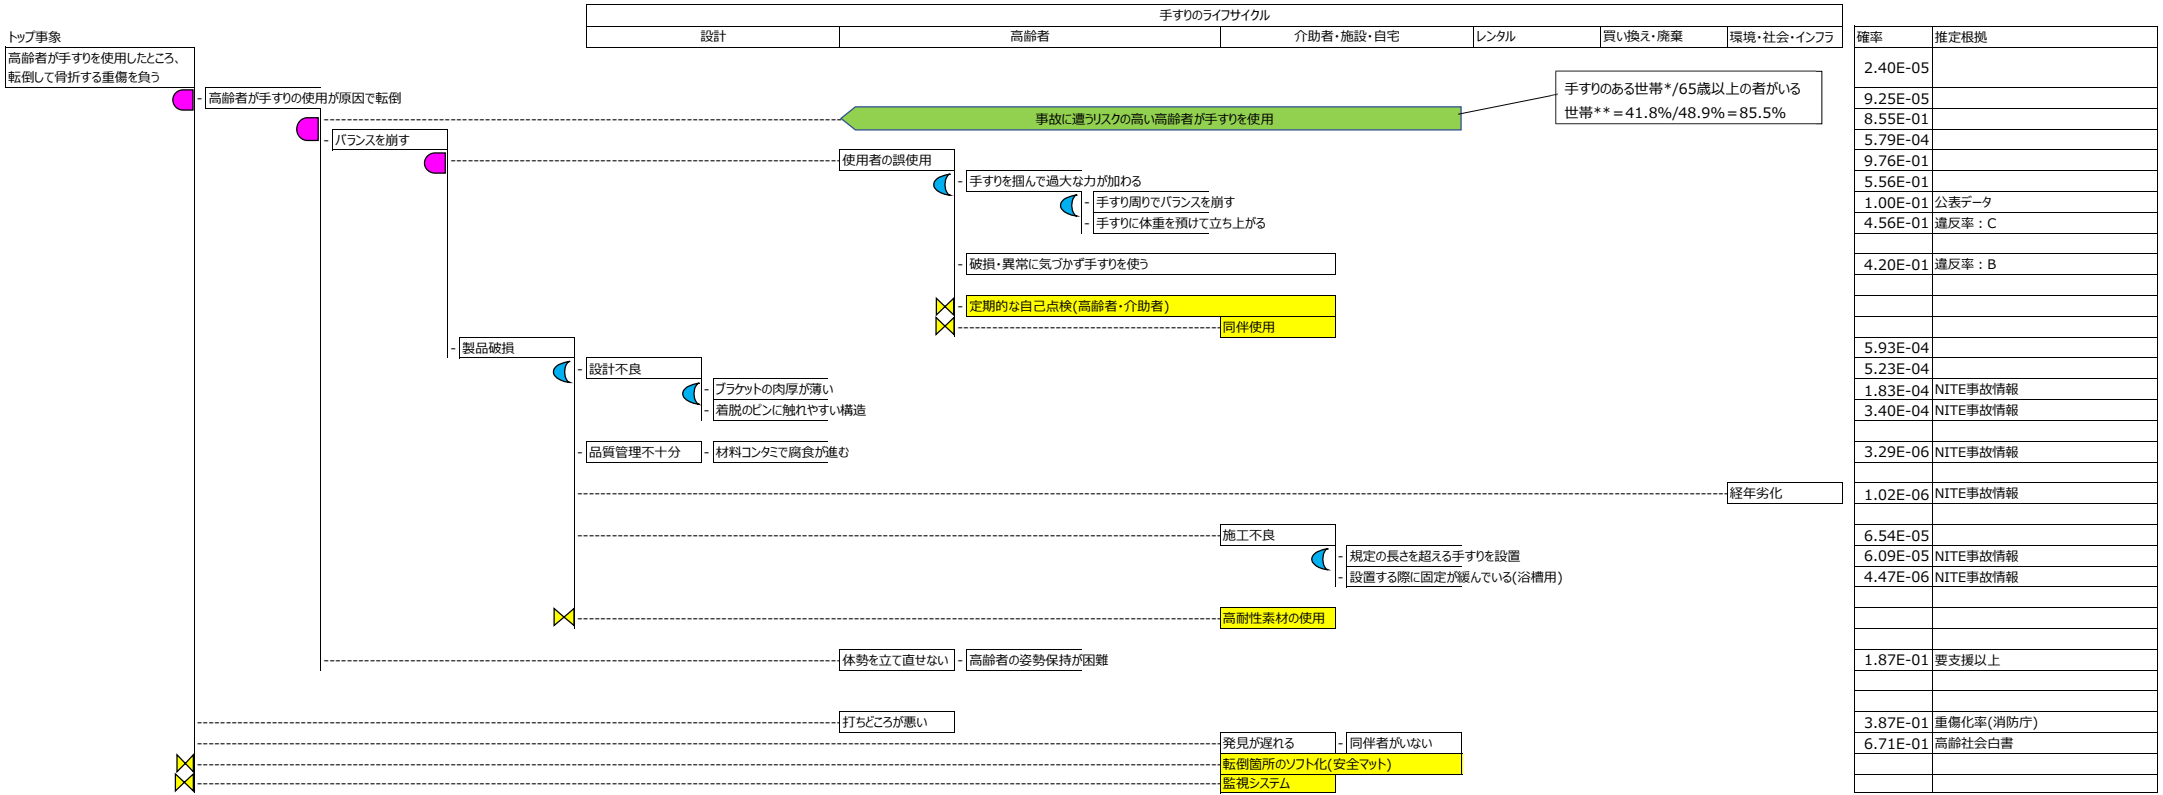 手すりのライフサイクル
トップ事象
設計 高齢者 介助者・施設・自宅 レンタル 買い換え・廃棄 環境・社会・インフラ 確率 推定根拠
高齢者が手すりを使用したところ、
転倒して骨折する重傷を負う
2.40E-05
高齢者が手すりの使用が原因で転倒 9.25E-05
手すりのある世帯*/65歳以上の者がいる
世帯**=41.8%/48.9%=85.5%
事故に遭うリスクの高い高齢者が手すりを使用 8.55E-01
バランスを崩す 5.79E-04
使用者の誤使用 9.76E-01
手すりを掴んで過大な力が加わる 5.56E-01
手すり周りでバランスを崩す 1.00E-01 公表データ
手すりに体重を預けて立ち上がる 4.56E-01 違反率：C
破損・異常に気づかず手すりを使う 4.20E-01 違反率：B
定期的な自己点検(高齢者・介助者)
同伴使用
製品破損 5.93E-04
設計不良 5.23E-04
ブラケットの肉厚が薄い 1.83E-04 NITE事故情報
着脱のピンに触れやすい構造 3.40E-04 NITE事故情報
品質管理不十分 - 材料コンタミで腐食が進む 3.29E-06 NITE事故情報
経年劣化 1.02E-06 NITE事故情報
施工不良 6.54E-05
規定の長さを超える手すりを設置 6.09E-05 NITE事故情報
設置する際に固定が緩んでいる(浴槽用) 4.47E-06 NITE事故情報
高耐性素材の使用
体勢を立て直せない - 高齢者の姿勢保持が困難 1.87E-01 要支援以上
打ちどころが悪い 3.87E-01 重傷化率(消防庁)
発見が遅れる - 同伴者がいない 6.71E-01 高齢社会白書
転倒箇所のソフト化(安全マット)
監視システム